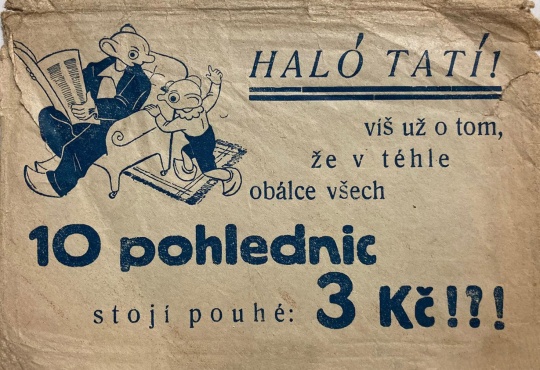 HALÓ TATÍ!
víš už o tom,
že v téhle
obálce všech
10 pohlednic
stojí pouhé: 3 Kč!?!